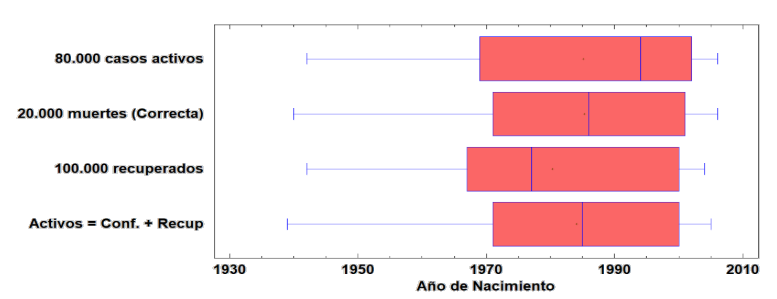 80.000 casos activos
20.000 muertes (Correcta)
100.000 recuperados
Activos = Conf. + Recup
1930 1950 1970 1990 2010
Año de Nacimiento